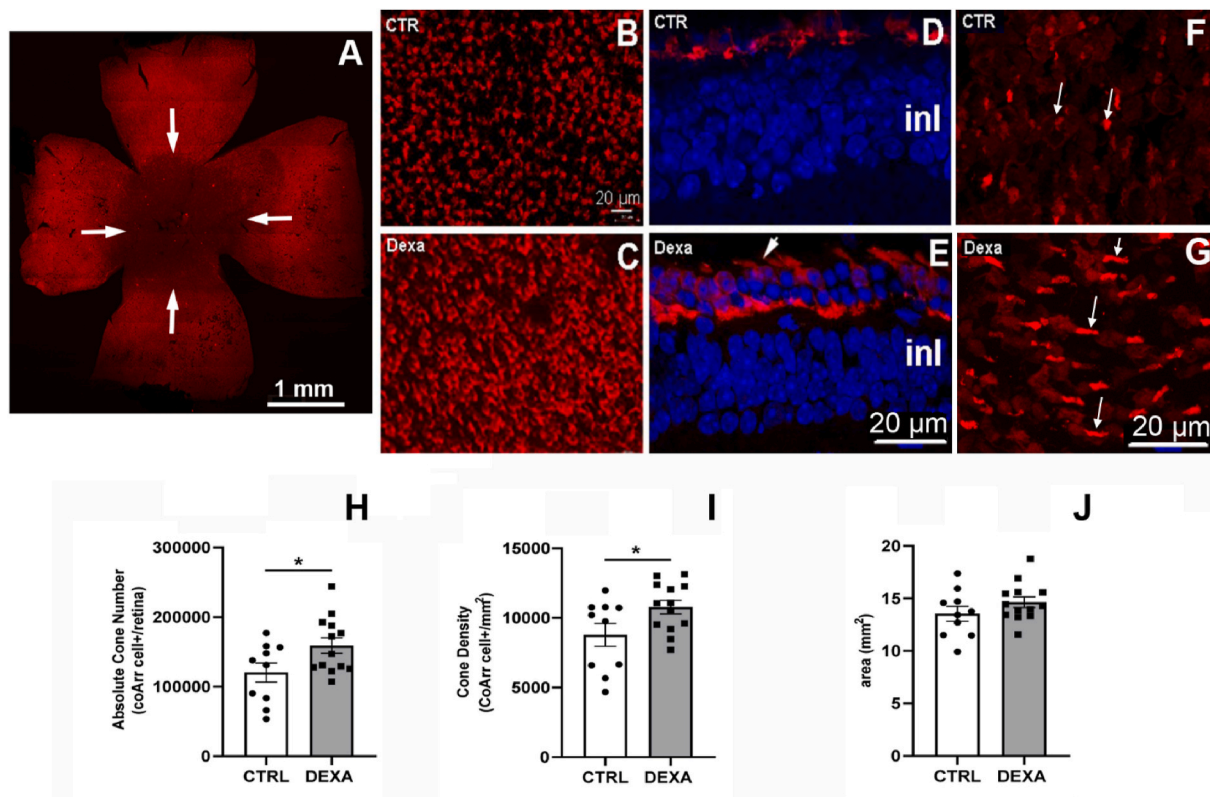 A
1 mm
CTR
B
20 µm
Dexa
C
D
inl
E
inl
20 µm
CTR
F
Dexa
G
20 µm
H
Absolute Cone Number
(coArr cell+/retina)
300000
200000
100000
0
*
CTRL
DEXA
I
Cone Density
(CoArr cell+/mm²)
15000
10000
5000
0
*
CTRL
DEXA
J
area (mm²)
20
15
10
5
0
CTRL
DEXA